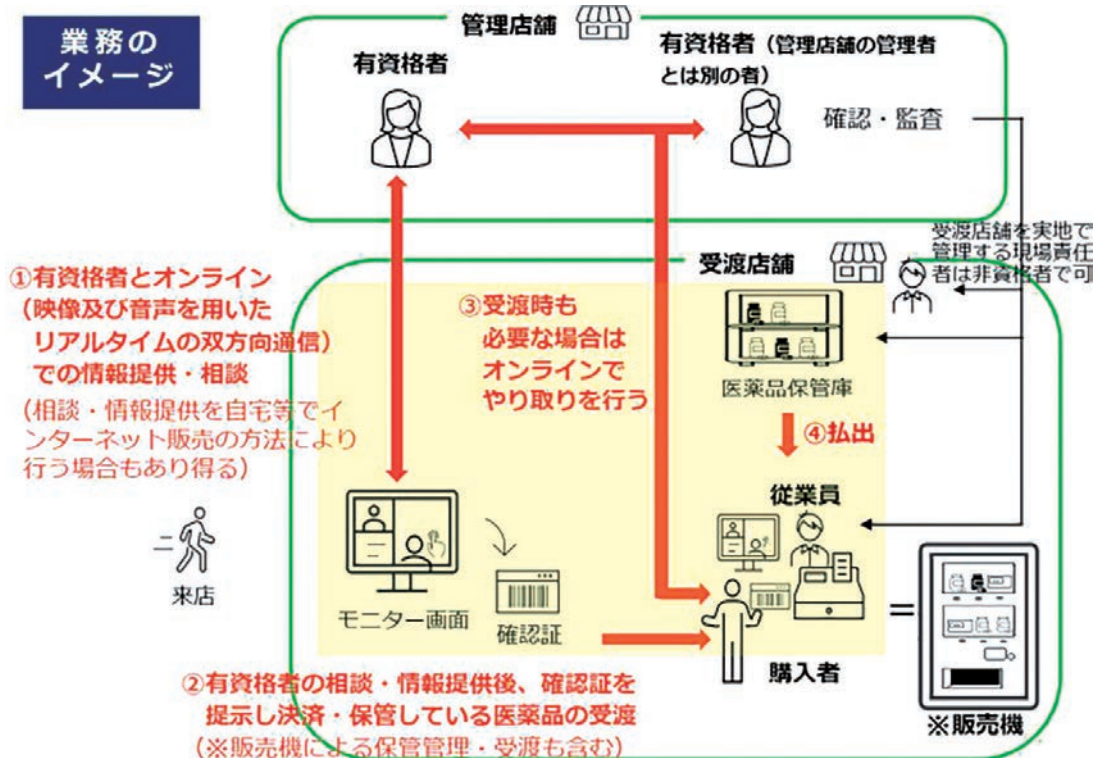 業務の
イメージ
管理店舗
有資格者
有資格者（管理店舗の管理者
とは別の者）
確認・監査
受渡店舗を実地で
管理する現場責任
者は非資格者で可
受渡店舗
①有資格者とオンライン
（映像及び音声を用いた
リアルタイムの双方向通信）
での情報提供・相談
（相談・情報提供を自宅等でイ
ンターネット販売の方法により
行う場合もあり得る）
③受渡時も
必要な場合は
オンラインで
やり取りを行う
医薬品保管庫
④払出
従業員
来店
モニター画面
確認証
購入者
＝
※販売機
②有資格者の相談・情報提供後、確認証を
提示し決済・保管している医薬品の受渡
（※販売機による保管管理・受渡も含む）